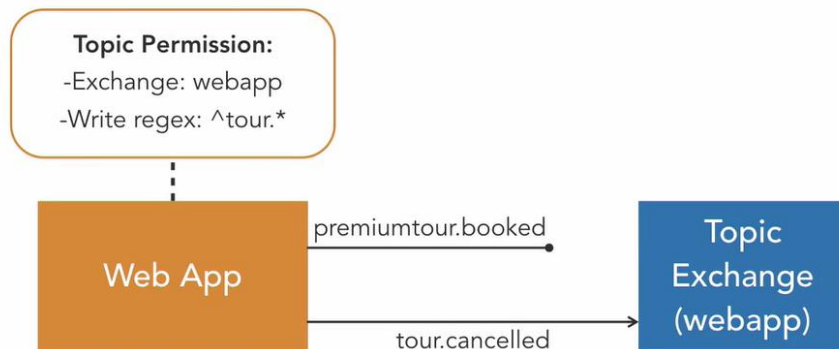 Topic Permission:
-Exchange: webapp
-Write regex: ^tour.*
premiumtour.booked
Web App
Topic
Exchange
(webapp)
tour.cancelled